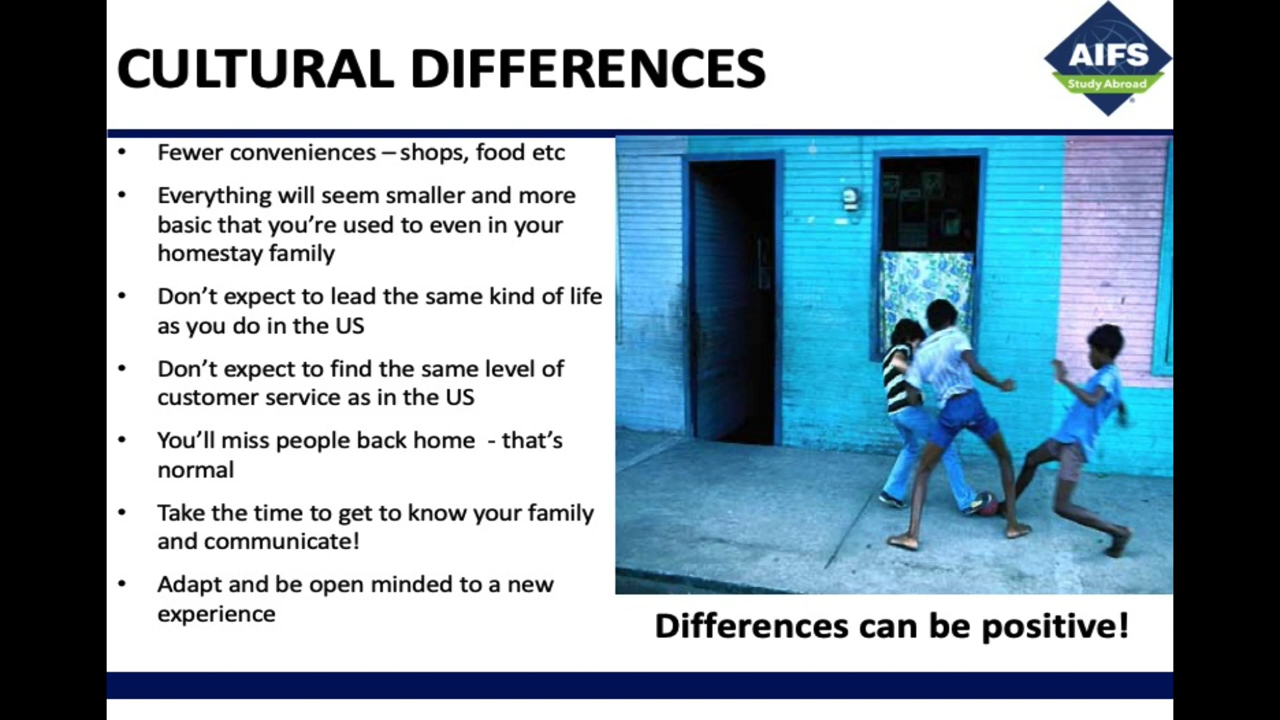 CULTURAL DIFFERENCES
AIFS
Study Abroad
®
• Fewer conveniences – shops, food etc
• Everything will seem smaller and more
basic that you're used to even in your
homestay family
• Don't expect to lead the same kind of life
as you do in the US
• Don't expect to find the same level of
customer service as in the US
• You'll miss people back home - that's
normal
• Take the time to get to know your family
and communicate!
• Adapt and be open minded to a new
experience
Differences can be positive!